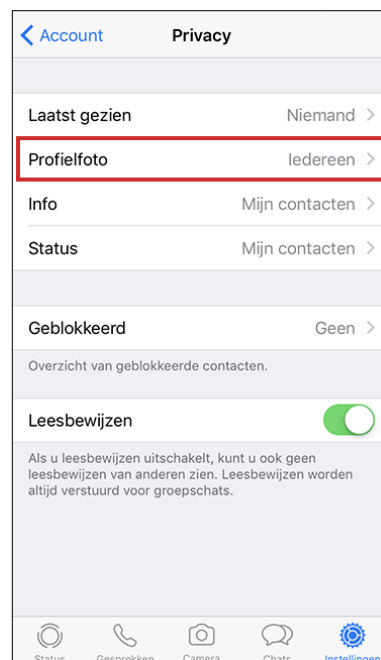 Account Privacy
Laatst gezien Niemand
Profielfoto Iedereen
Info Mijn contacten
Status Mijn contacten
Geblokkeerd Geen
Overzicht van geblokkeerde contacten.
Leesbewijzen
Als u leesbewijzen uitschakelt, kunt u ook geen
leesbewijzen van anderen zien. Leesbewijzen worden
altijd verstuurd voor groepschats.
Status Gesprekken Camera Chats Instellingen